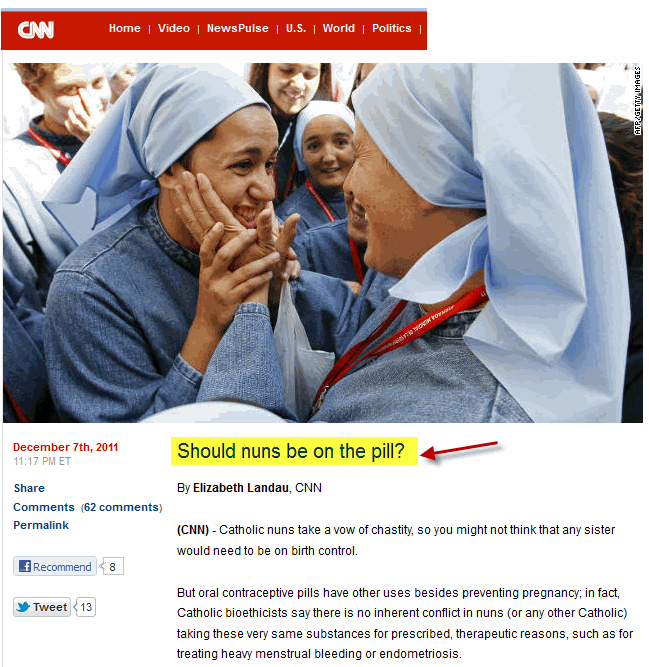 CNN
Home | Video | NewsPulse | U.S. | World | Politics |
AFP/GETTY IMAGES
December 7th, 2011
11:17 PM ET
Share
Comments (62 comments)
Permalink
Recommend 8
Tweet 13
Should nuns be on the pill?
By Elizabeth Landau, CNN
(CNN) - Catholic nuns take a vow of chastity, so you might not think that any sister
would need to be on birth control.
But oral contraceptive pills have other uses besides preventing pregnancy; in fact,
Catholic bioethicists say there is no inherent conflict in nuns (or any other Catholic)
taking these very same substances for prescribed, therapeutic reasons, such as for
treating heavy menstrual bleeding or endometriosis.